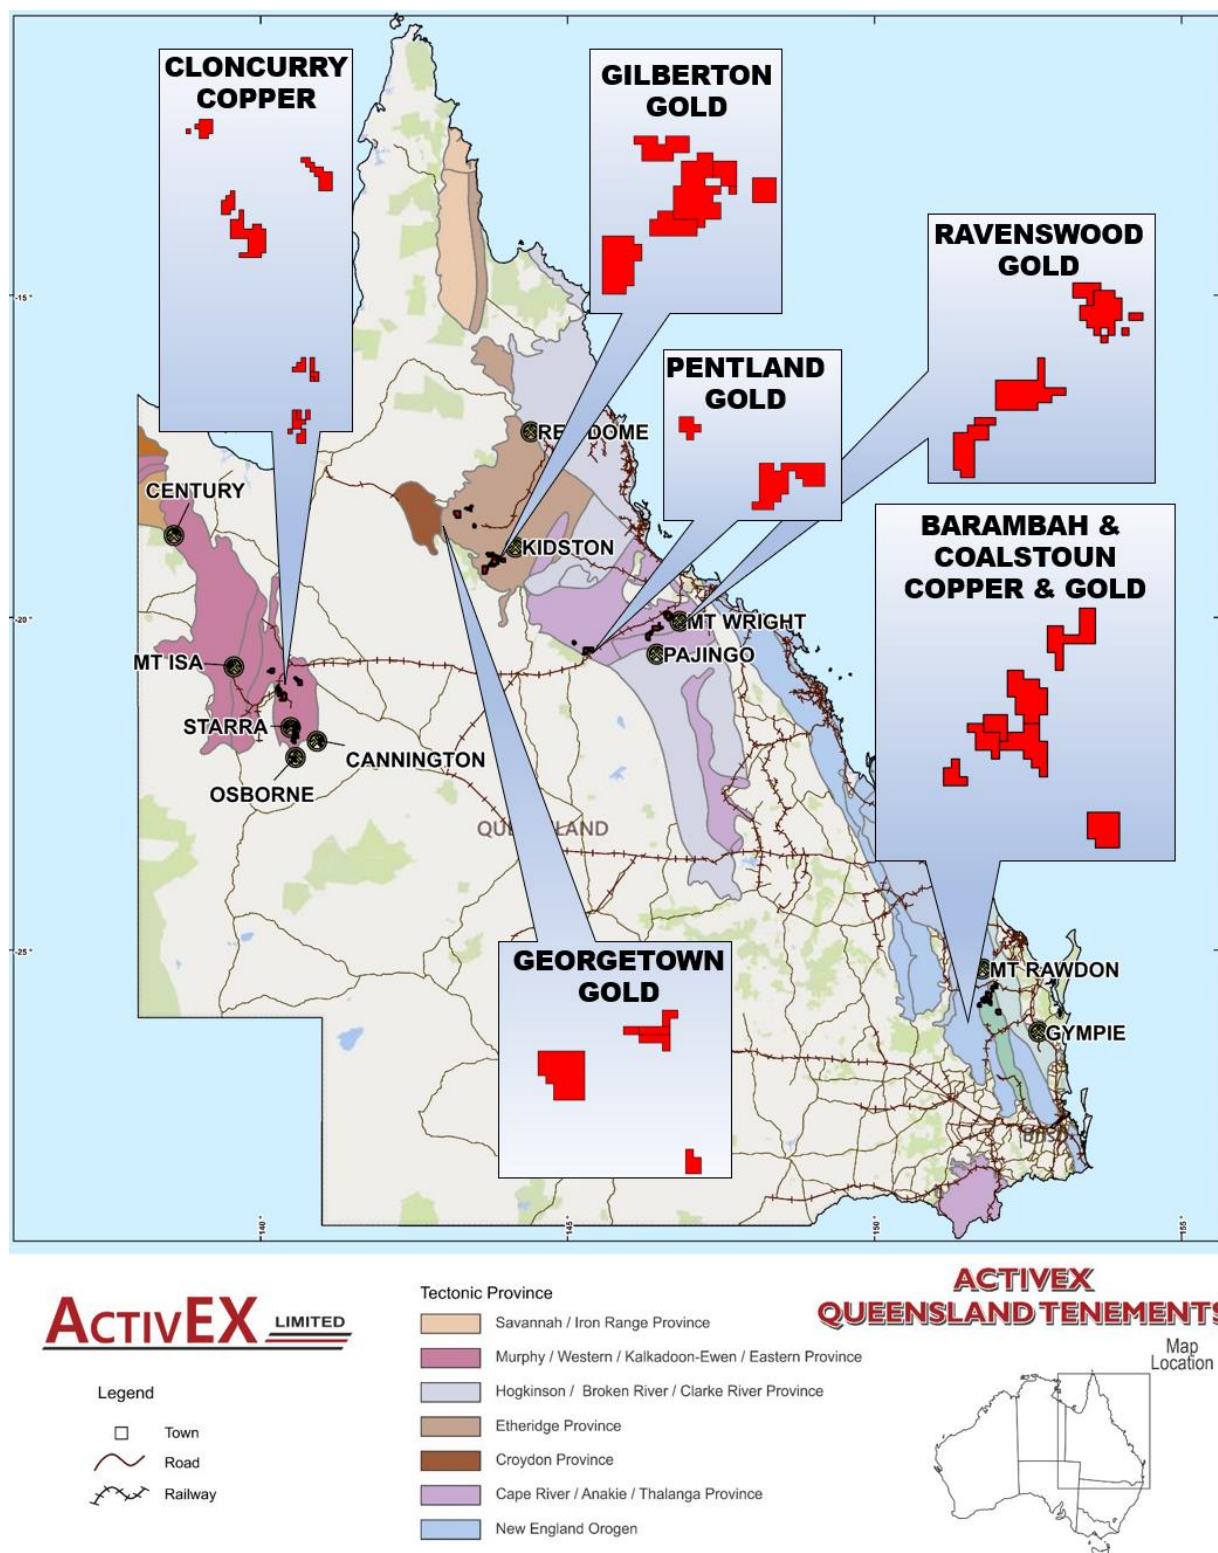 CLONCURRY
COPPER
GILBERTON
GOLD
RAVENSWOOD
GOLD
PENTLAND
GOLD
BARAMBAH &
COALSTOUN
COPPER & GOLD
GEORGETOWN
GOLD
-15°
-20°
-25°
140°
145°
150°
155°
CENTURY
KIDSTON
MT WRIGHT
PAJINGO
MT ISA
STARRA
CANNINGTON
OSBORNE
MT RAWDON
GYMPIE
ACTIVEX LIMITED
Legend
Town
Road
Railway
Tectonic Province
Savannah / Iron Range Province
Murphy / Western / Kalkadoon-Ewen / Eastern Province
Hogkinson / Broken River / Clarke River Province
Etheridge Province
Croydon Province
Cape River / Anakie / Thalanga Province
New England Orogen
ACTIVEX
QUEENSLAND TENEMENTS
Map
Location